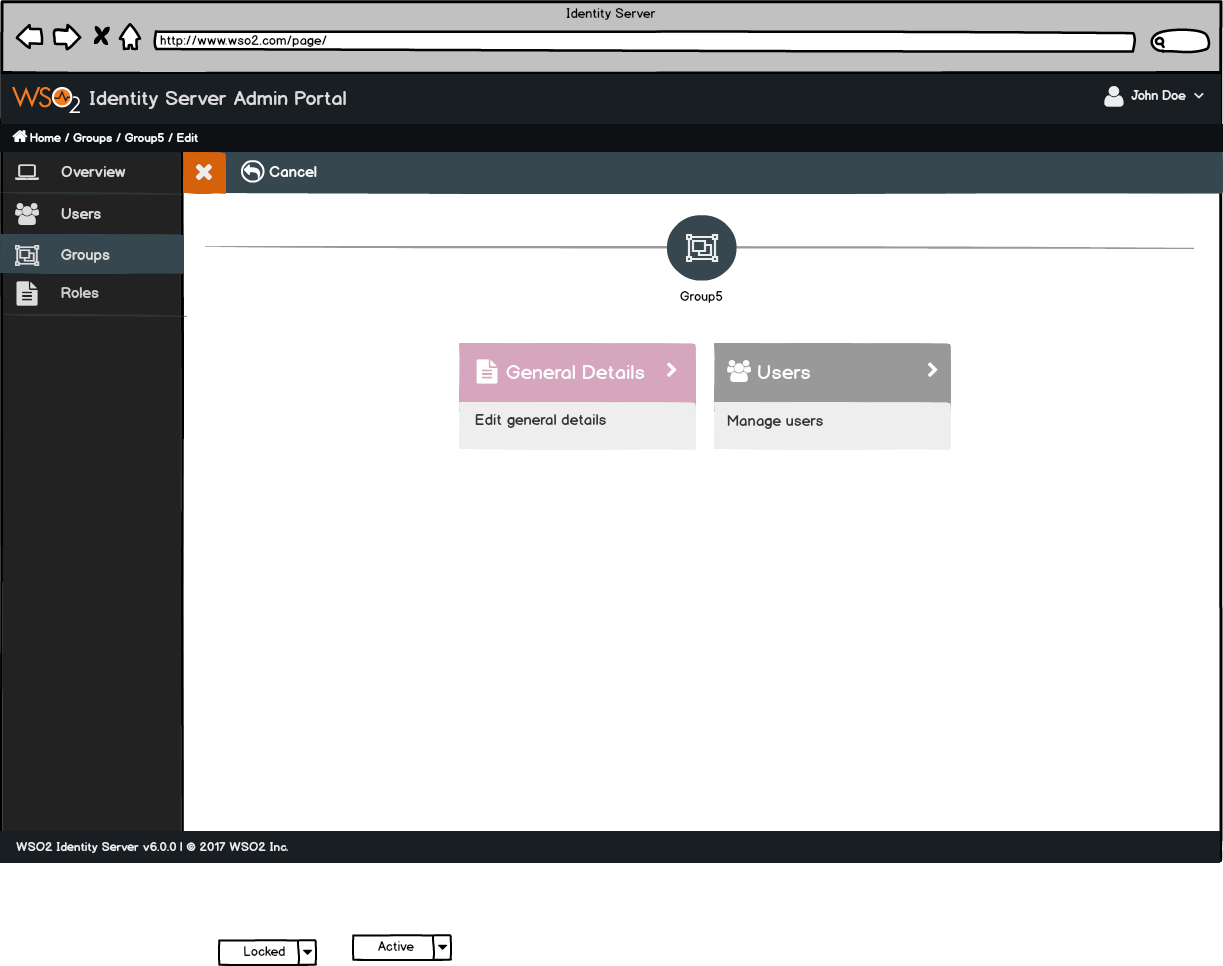 Identity Server
http://www.wso2.com/page/
WSO2 Identity Server Admin Portal
John Doe
Home / Groups / Group5 / Edit
Overview
Cancel
Users
Groups
Roles
Group5
General Details
Users
Edit general details
Manage users
WSO2 Identity Server v6.0.0 | © 2017 WSO2 Inc.
Locked
Active